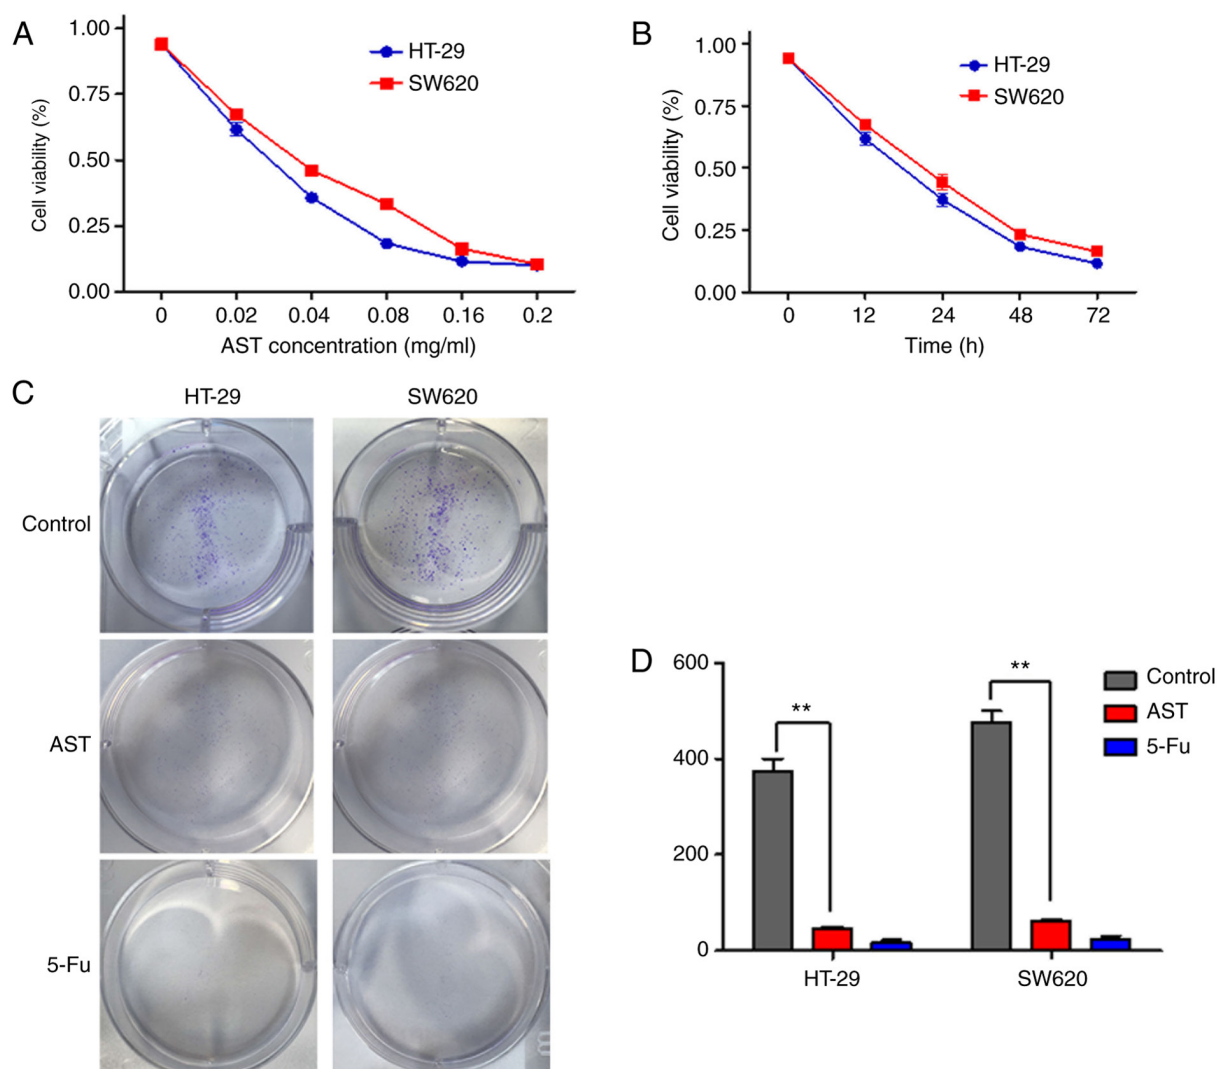 A
1.00
0.75
0.50
0.25
0.00
Cell viability (%)
HT-29
SW620
0 0.02 0.04 0.08 0.16 0.2
AST concentration (mg/ml)
B
1.00
0.75
0.50
0.25
0.00
Cell viability (%)
HT-29
SW620
0 12 24 48 72
Time (h)
C
HT-29 SW620
Control
AST
5-Fu
D
600
400
200
0
**
**
Control
AST
5-Fu
HT-29 SW620